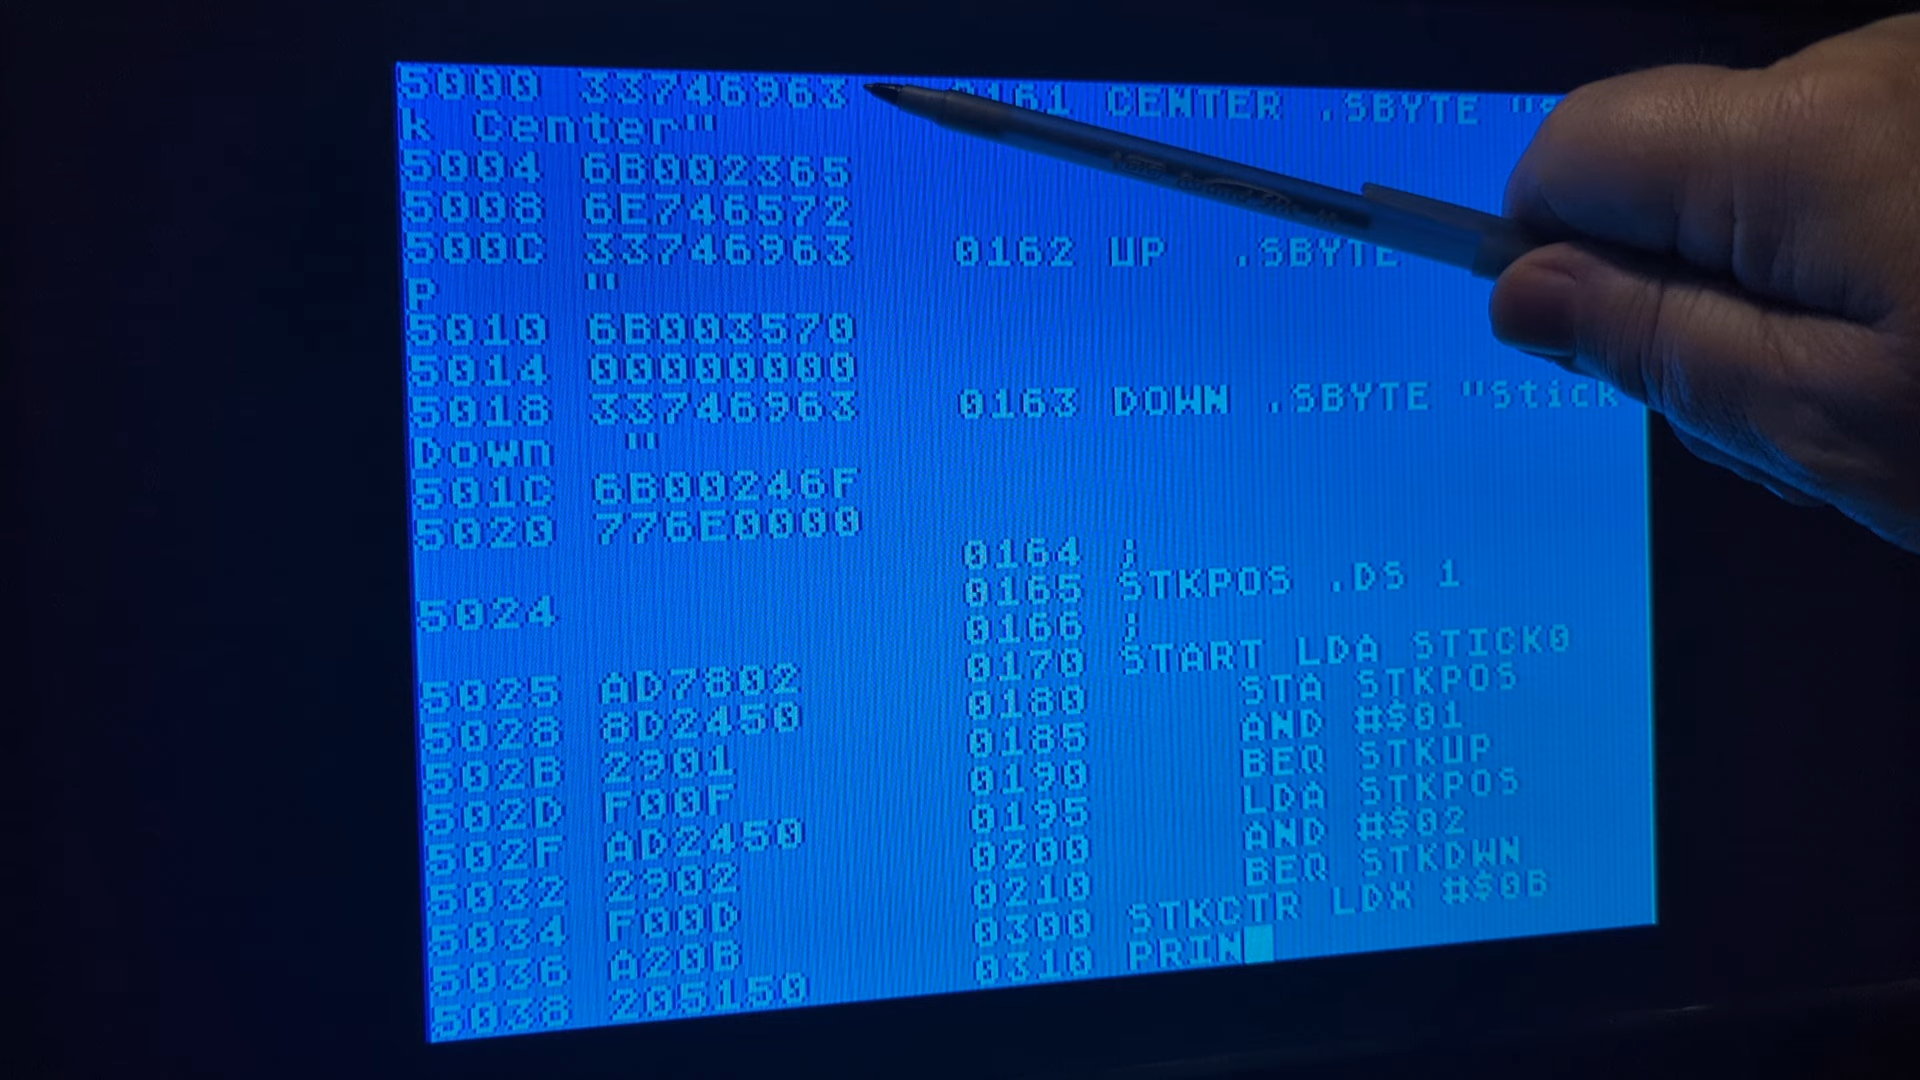 5000 33746963 0161 CENTER .SBYTE "S
k Center"
5004 6B002365
5008 6E746572
500C 33746963 0162 UP .SBYTE
P "
5010 6B003570
5014 00000000
5018 33746963 0163 DOWN .SBYTE "Stick
Down "
501C 6B00246F
5020 776E0000
0164 ;
5024 0165 STKPOS .DS 1
0166 ;
5025 AD7802 0170 START LDA STICK0
5028 8D2450 0180 STA STKPOS
502B 2901 0185 AND #$01
502D F00F 0190 BEQ STKUP
502F AD2450 0195 LDA STKPOS
5032 2902 0200 AND #$02
5034 F00D 0210 BEQ STKDWN
5036 A20B 0300 STKCTR LDX #$0B
5038 205150 0310 PRIN